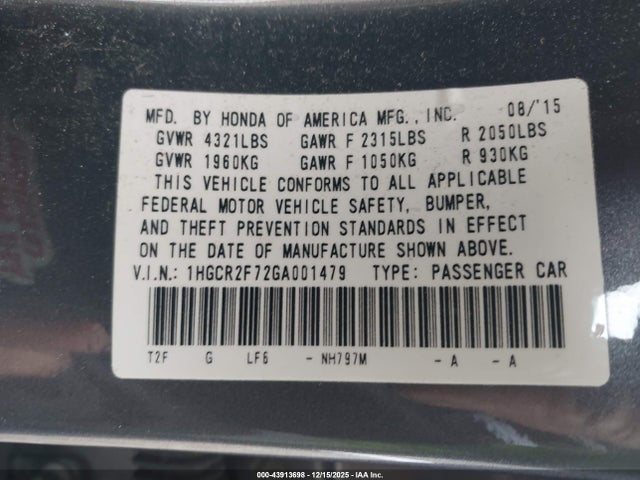 MFD. BY HONDA OF AMERICA MFG., INC. 08/'15
GVWR 4321LBS GAWR F 2315LBS R 2050LBS
GVWR 1960KG GAWR F 1050KG R 930KG
THIS VEHICLE CONFORMS TO ALL APPLICABLE
FEDERAL MOTOR VEHICLE SAFETY, BUMPER,
AND THEFT PREVENTION STANDARDS IN EFFECT
ON THE DATE OF MANUFACTURE SHOWN ABOVE.
V.I.N.: 1HGCR2F72GA001479 TYPE: PASSENGER CAR
T2F G LF6 - NH797M - A - A
000-43913698 - 12/15/2025 - IAA Inc.